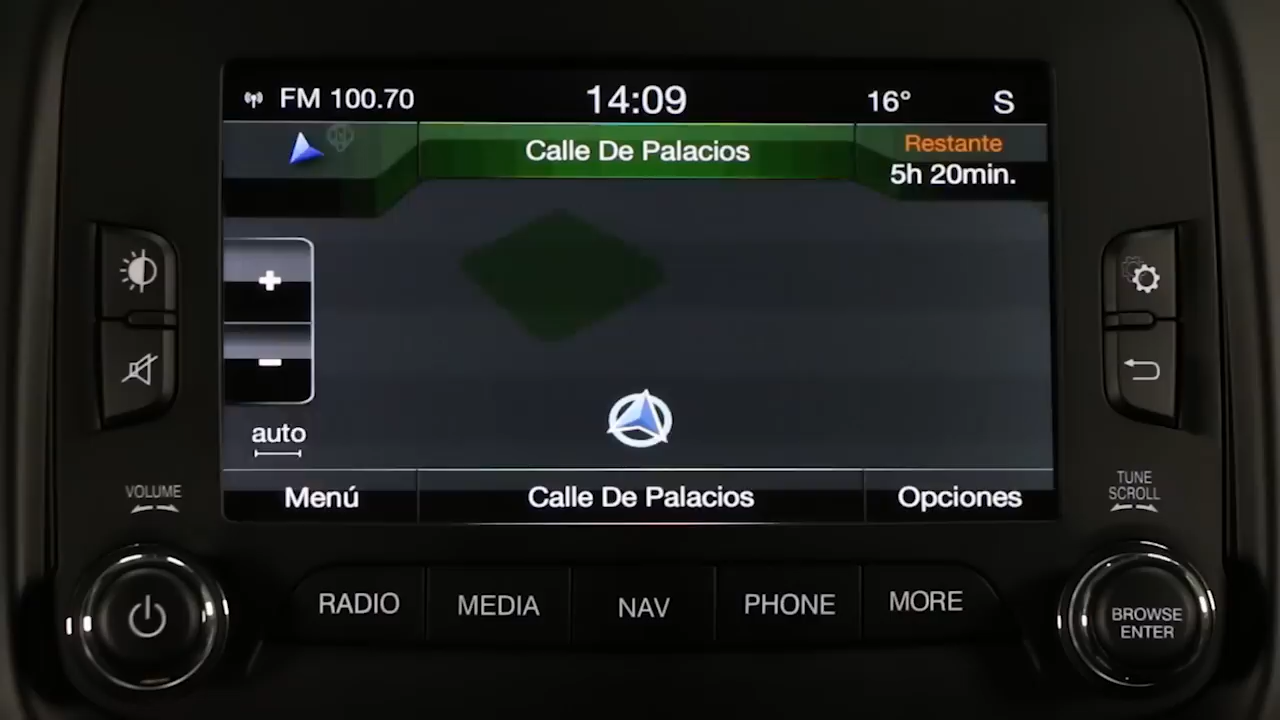 FM 100.70
14:09
16°
S
Calle De Palacios
Restante
5h 20min.
+
-
auto
Menú
Calle De Palacios
Opciones
VOLUME
TUNE
SCROLL
RADIO
MEDIA
NAV
PHONE
MORE
BROWSE
ENTER